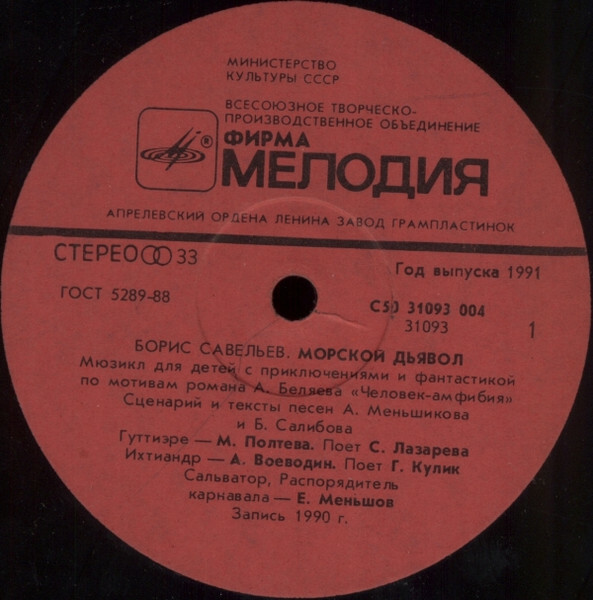 МИНИСТЕРСТВО
КУЛЬТУРЫ СССР
ВСЕСОЮЗНОЕ ТВОРЧЕСКО-
ПРОИЗВОДСТВЕННОЕ ОБЪЕДИНЕНИЕ
ФИРМА
®
МЕЛОДИЯ
АПРЕЛЕВСКИЙ ОРДЕНА ЛЕНИНА ЗАВОД ГРАМПЛАСТИНОК
СТЕРЕО 33
Год выпуска 1991
ГОСТ 5289-88
С50 31093 004
31093
1
БОРИС САВЕЛЬЕВ. МОРСКОЙ ДЬЯВОЛ
Мюзикл для детей с приключениями и фантастикой
по мотивам романа А. Беляева «Человек-амфибия»
Сценарий и тексты песен А. Меньшикова
и Б. Салибова
Гуттиэре — М. Полтева. Поет С. Лазарева
Ихтиандр — А. Воеводин. Поет Г. Кулик
Сальватор, Распорядитель
карнавала — Е. Меньшов
Запись 1990 г.